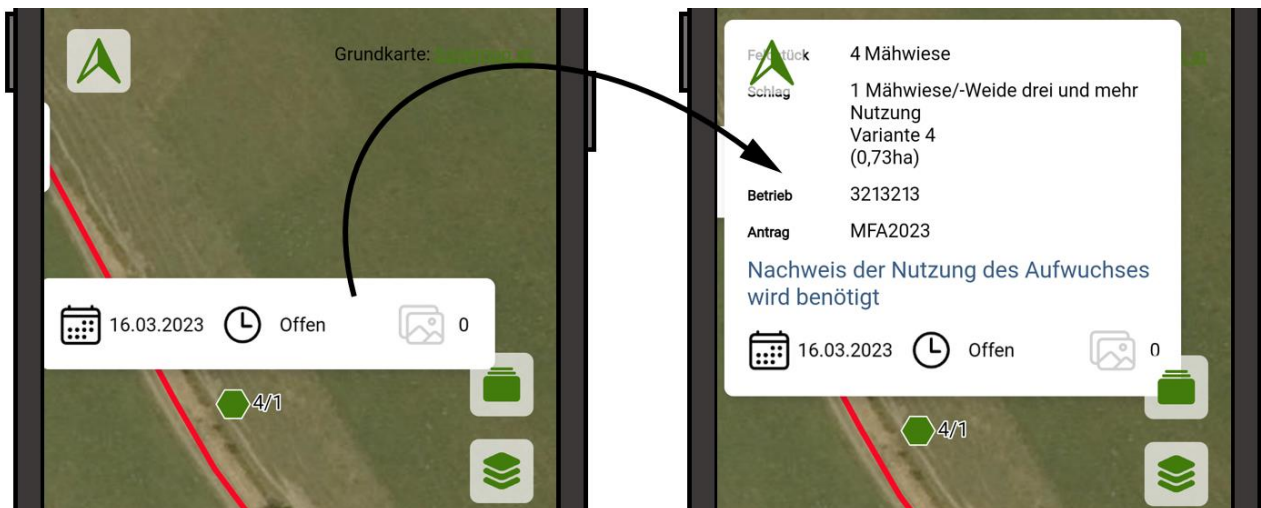 Grundkarte:
16.03.2023 Offen 0
4/1
Feldstück 4 Mähwiese
Schlag 1 Mähwiese/-Weide drei und mehr
Nutzung
Variante 4
(0,73ha)
Betrieb 3213213
Antrag MFA2023
Nachweis der Nutzung des Aufwuchses
wird benötigt
16.03.2023 Offen 0
4/1